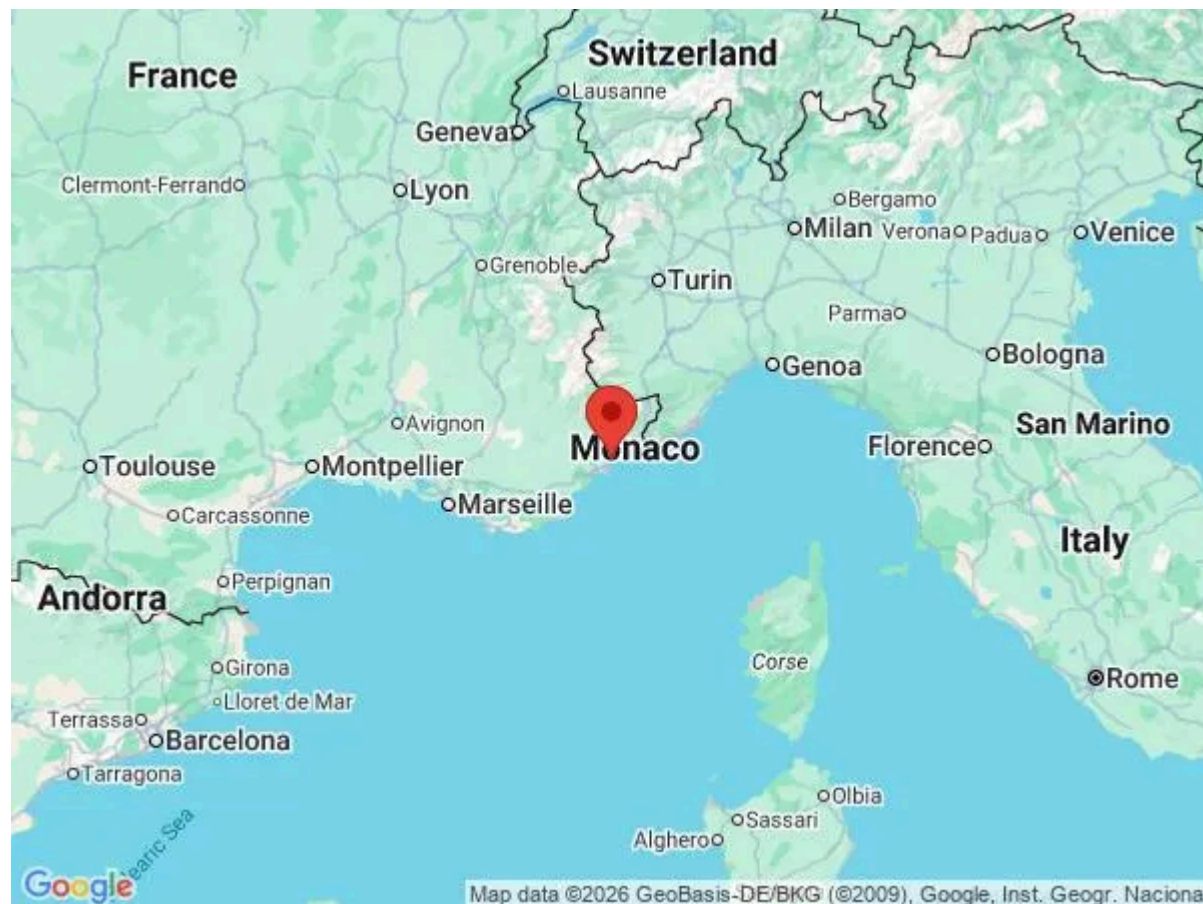 Switzerland
France
Lausanne
Geneva
Clermont-Ferrand
Lyon
Bergamo
Milan
Verona
Padua
Venice
Grenoble
Turin
Parma
Bologna
Genoa
Avignon
San Marino
Monaco
Florence
Toulouse
Montpellier
Marseille
Carcassonne
Italy
Perpignan
Andorra
Corse
Girona
Rome
Lloret de Mar
Terrassa
Barcelona
Tarragona
Olbia
Sassari
Alghero
Sea
Google
Map data ©2026 GeoBasis-DE/BKG (©2009), Google, Inst. Geogr. Naciona